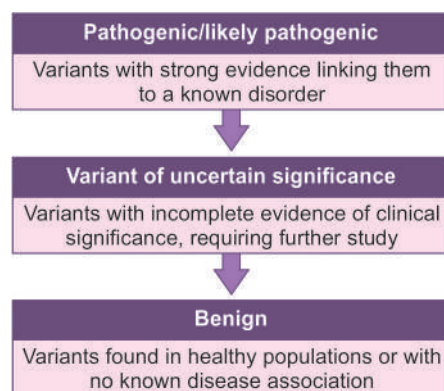 Pathogenic/likely pathogenic
Variants with strong evidence linking them
to a known disorder
Variant of uncertain significance
Variants with incomplete evidence of clinical
significance, requiring further study
Benign
Variants found in healthy populations or with
no known disease association